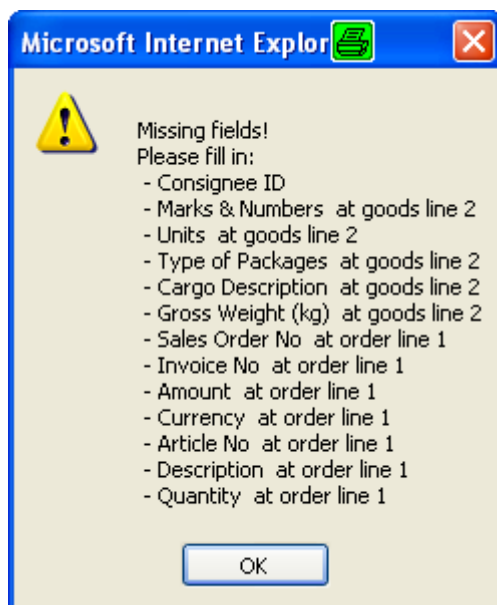 Microsoft Internet Explor
Missing fields!
Please fill in:
- Consignee ID
- Marks & Numbers at goods line 2
- Units at goods line 2
- Type of Packages at goods line 2
- Cargo Description at goods line 2
- Gross Weight (kg) at goods line 2
- Sales Order No at order line 1
- Invoice No at order line 1
- Amount at order line 1
- Currency at order line 1
- Article No at order line 1
- Description at order line 1
- Quantity at order line 1
OK